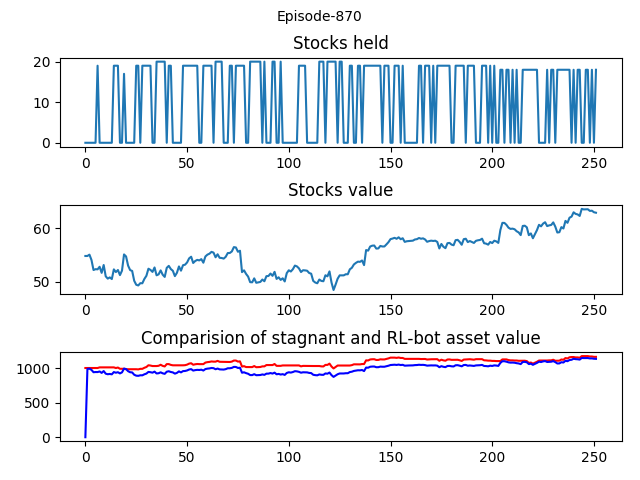 Episode-870
Stocks held
20
10
0
0 50 100 150 200 250
Stocks value
60
50
0 50 100 150 200 250
Comparision of stagnant and RL-bot asset value
1000
500
0
0 50 100 150 200 250